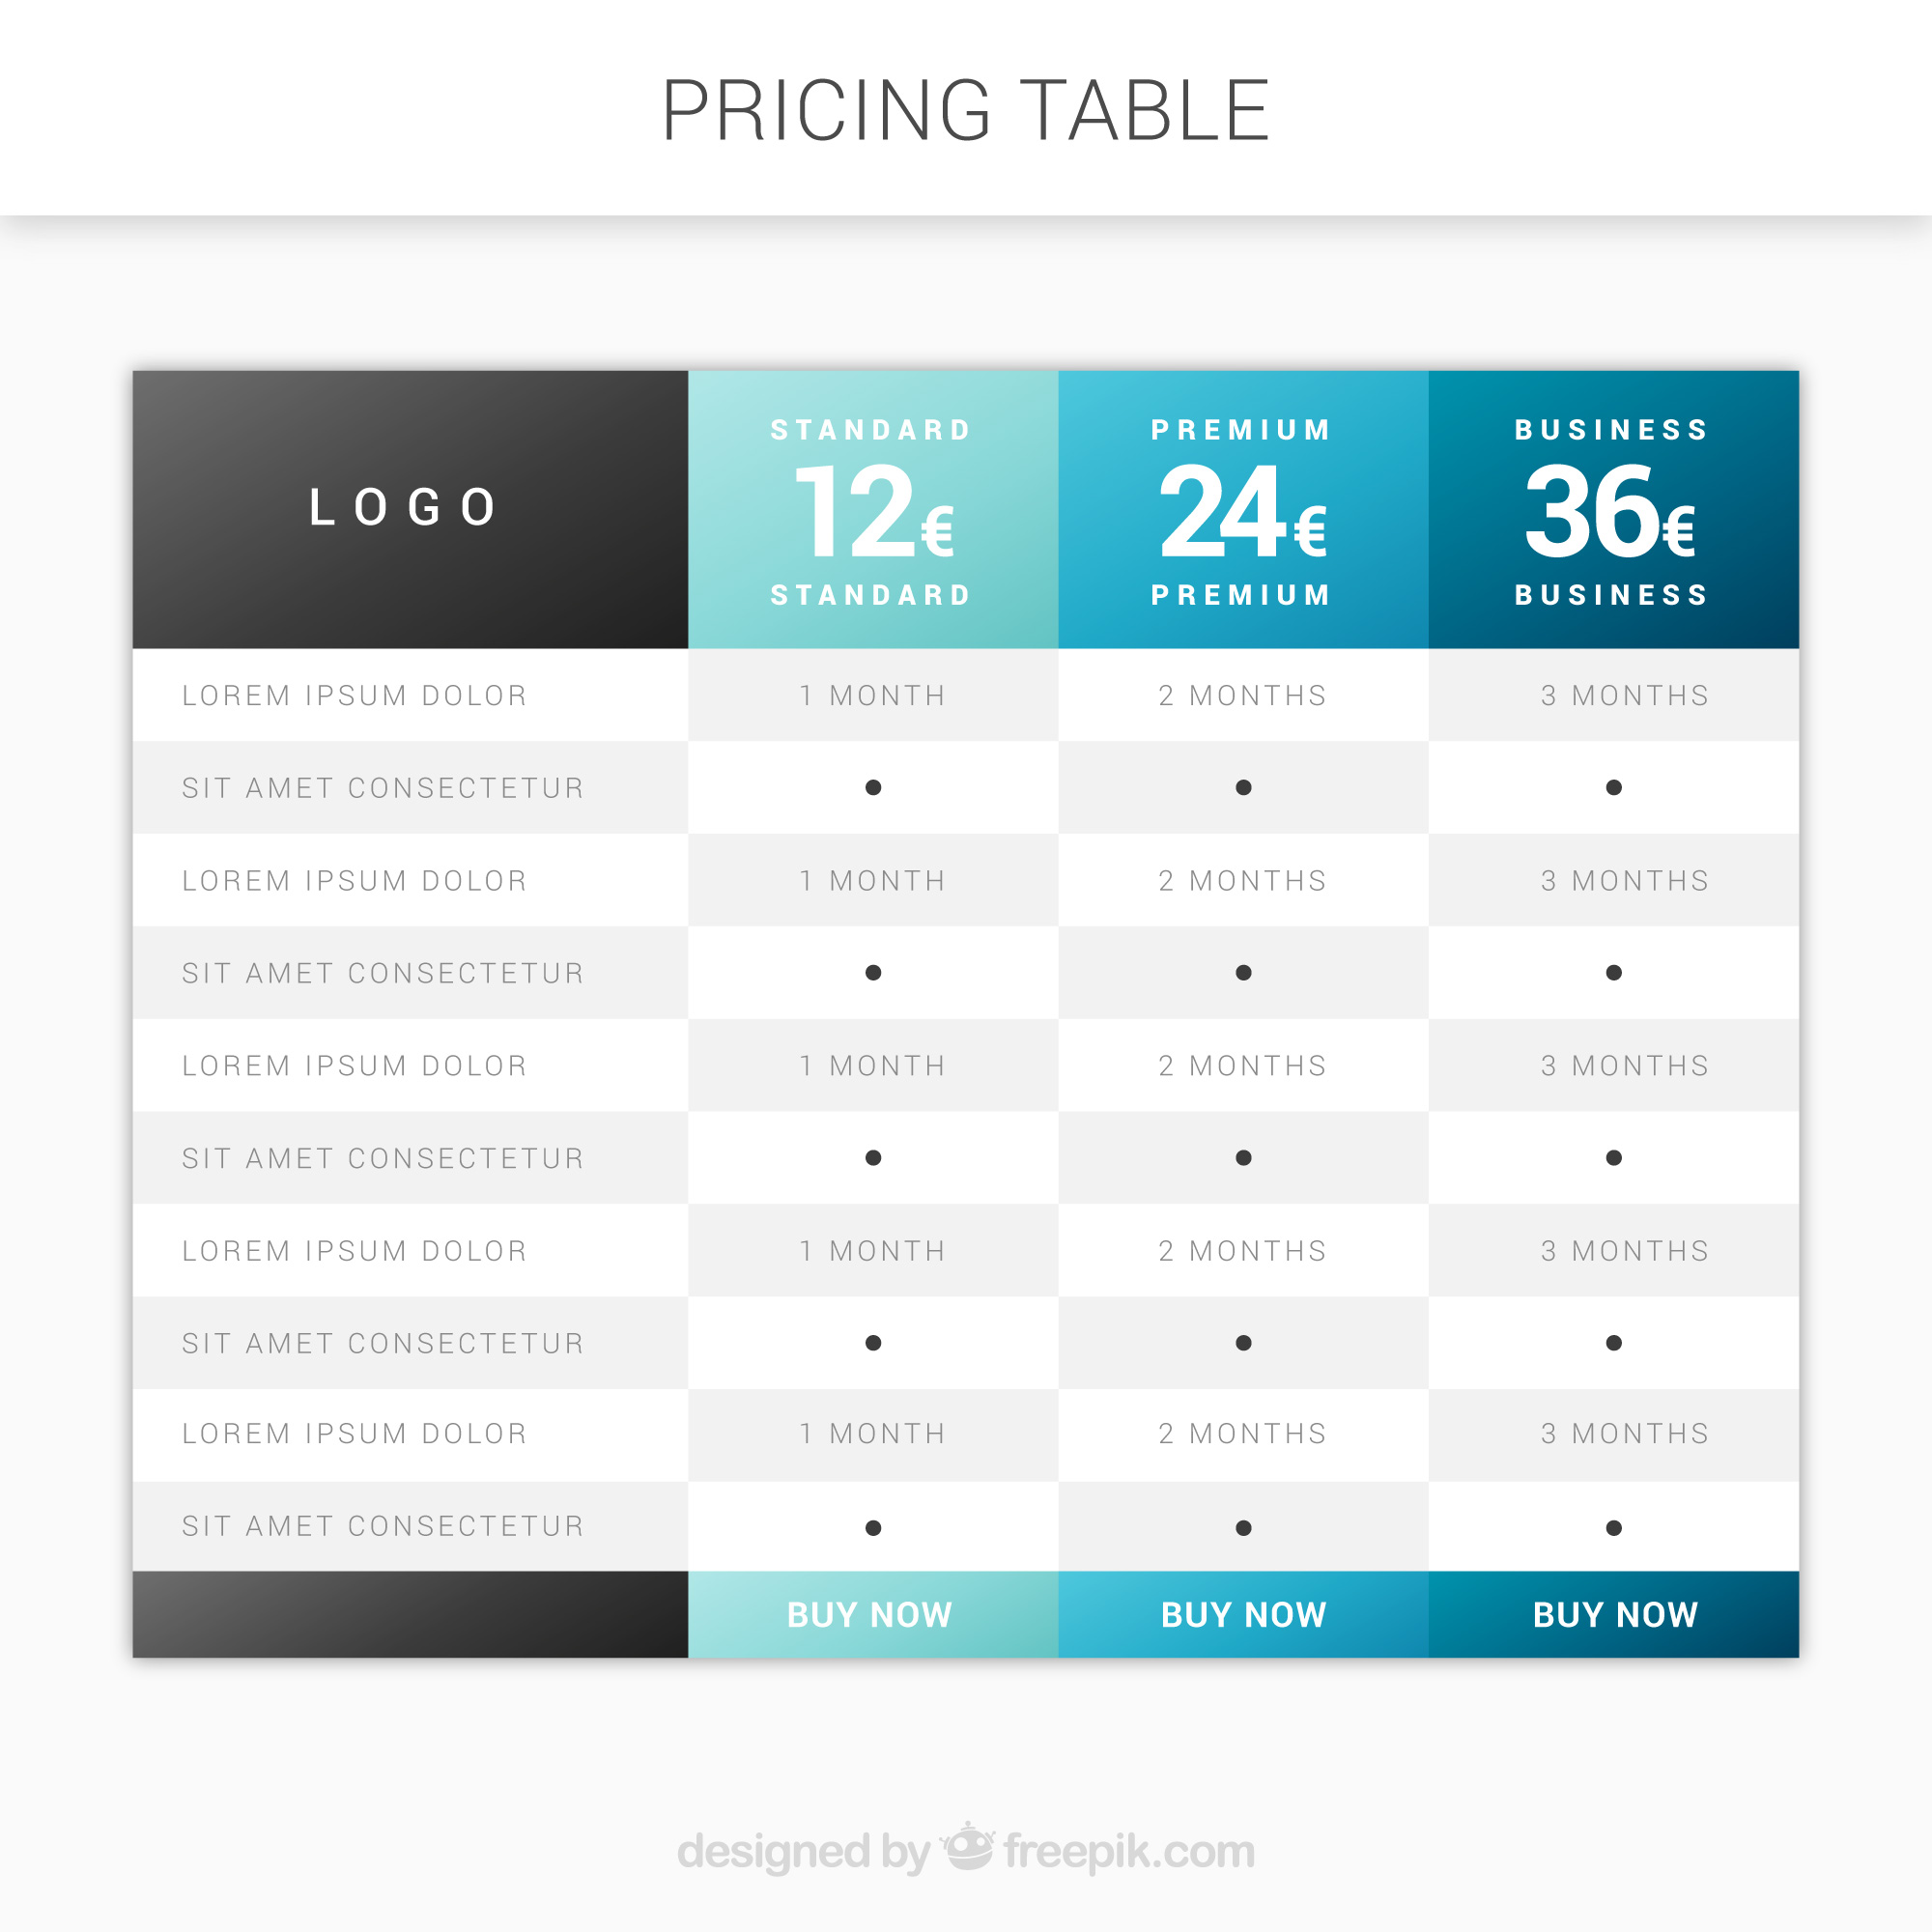 PRICING TABLE
LOGO
STANDARD
12€
STANDARD
PREMIUM
24€
PREMIUM
BUSINESS
36€
BUSINESS
LOREM IPSUM DOLOR 1 MONTH 2 MONTHS 3 MONTHS
SIT AMET CONSECTETUR • • •
LOREM IPSUM DOLOR 1 MONTH 2 MONTHS 3 MONTHS
SIT AMET CONSECTETUR • • •
LOREM IPSUM DOLOR 1 MONTH 2 MONTHS 3 MONTHS
SIT AMET CONSECTETUR • • •
LOREM IPSUM DOLOR 1 MONTH 2 MONTHS 3 MONTHS
SIT AMET CONSECTETUR • • •
LOREM IPSUM DOLOR 1 MONTH 2 MONTHS 3 MONTHS
SIT AMET CONSECTETUR • • •
BUY NOW BUY NOW BUY NOW
designed by freepik.com